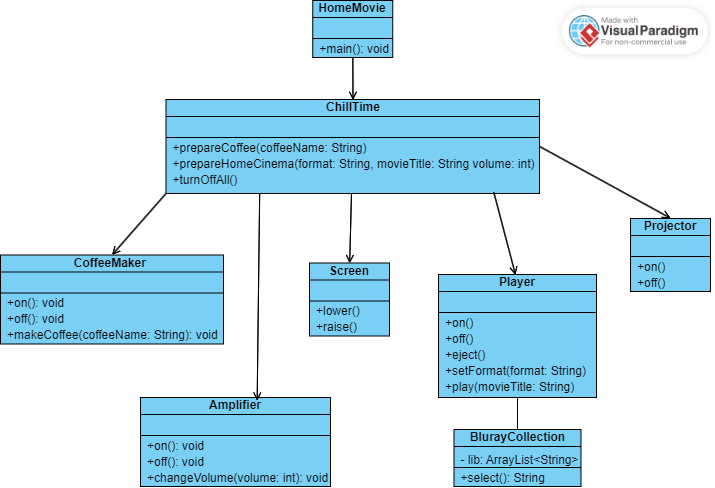 HomeMovie
+main(): void
Made with
Visual Paradigm
For non-commercial use
ChillTime
+prepareCoffee(coffeeName: String)
+prepareHomeCinema(format: String, movieTitle: String volume: int)
+turnOffAll()
CoffeeMaker
+on(): void
+off(): void
+makeCoffee(coffeeName: String): void
Amplifier
+on(): void
+off(): void
+changeVolume(volume: int): void
Screen
+lower()
+raise()
Player
+on()
+off()
+eject()
+setFormat(format: String)
+play(movieTitle: String)
BlurayCollection
- lib: ArrayList<String>
+select(): String
Projector
+on()
+off()